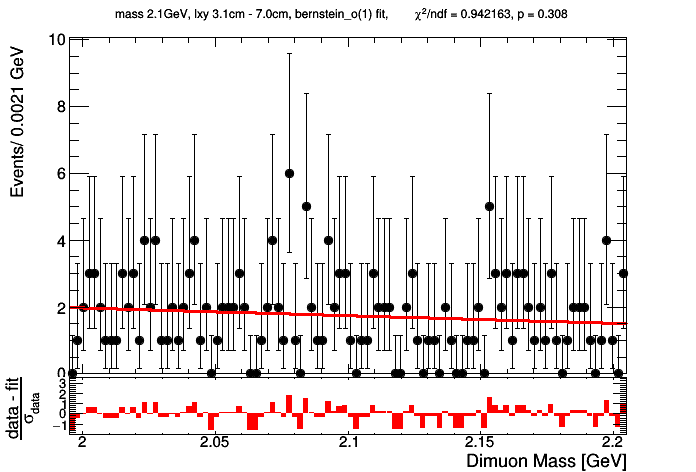 mass 2.1GeV, lxy 3.1cm - 7.0cm, bernstein_o(1) fit, χ²/ndf = 0.942163, p = 0.308
Events/ 0.0021 GeV
10
8
6
4
2
0
data - fit
σdata
3
2
1
0
−1
2 2.05 2.1 2.15 2.2
Dimuon Mass [GeV]